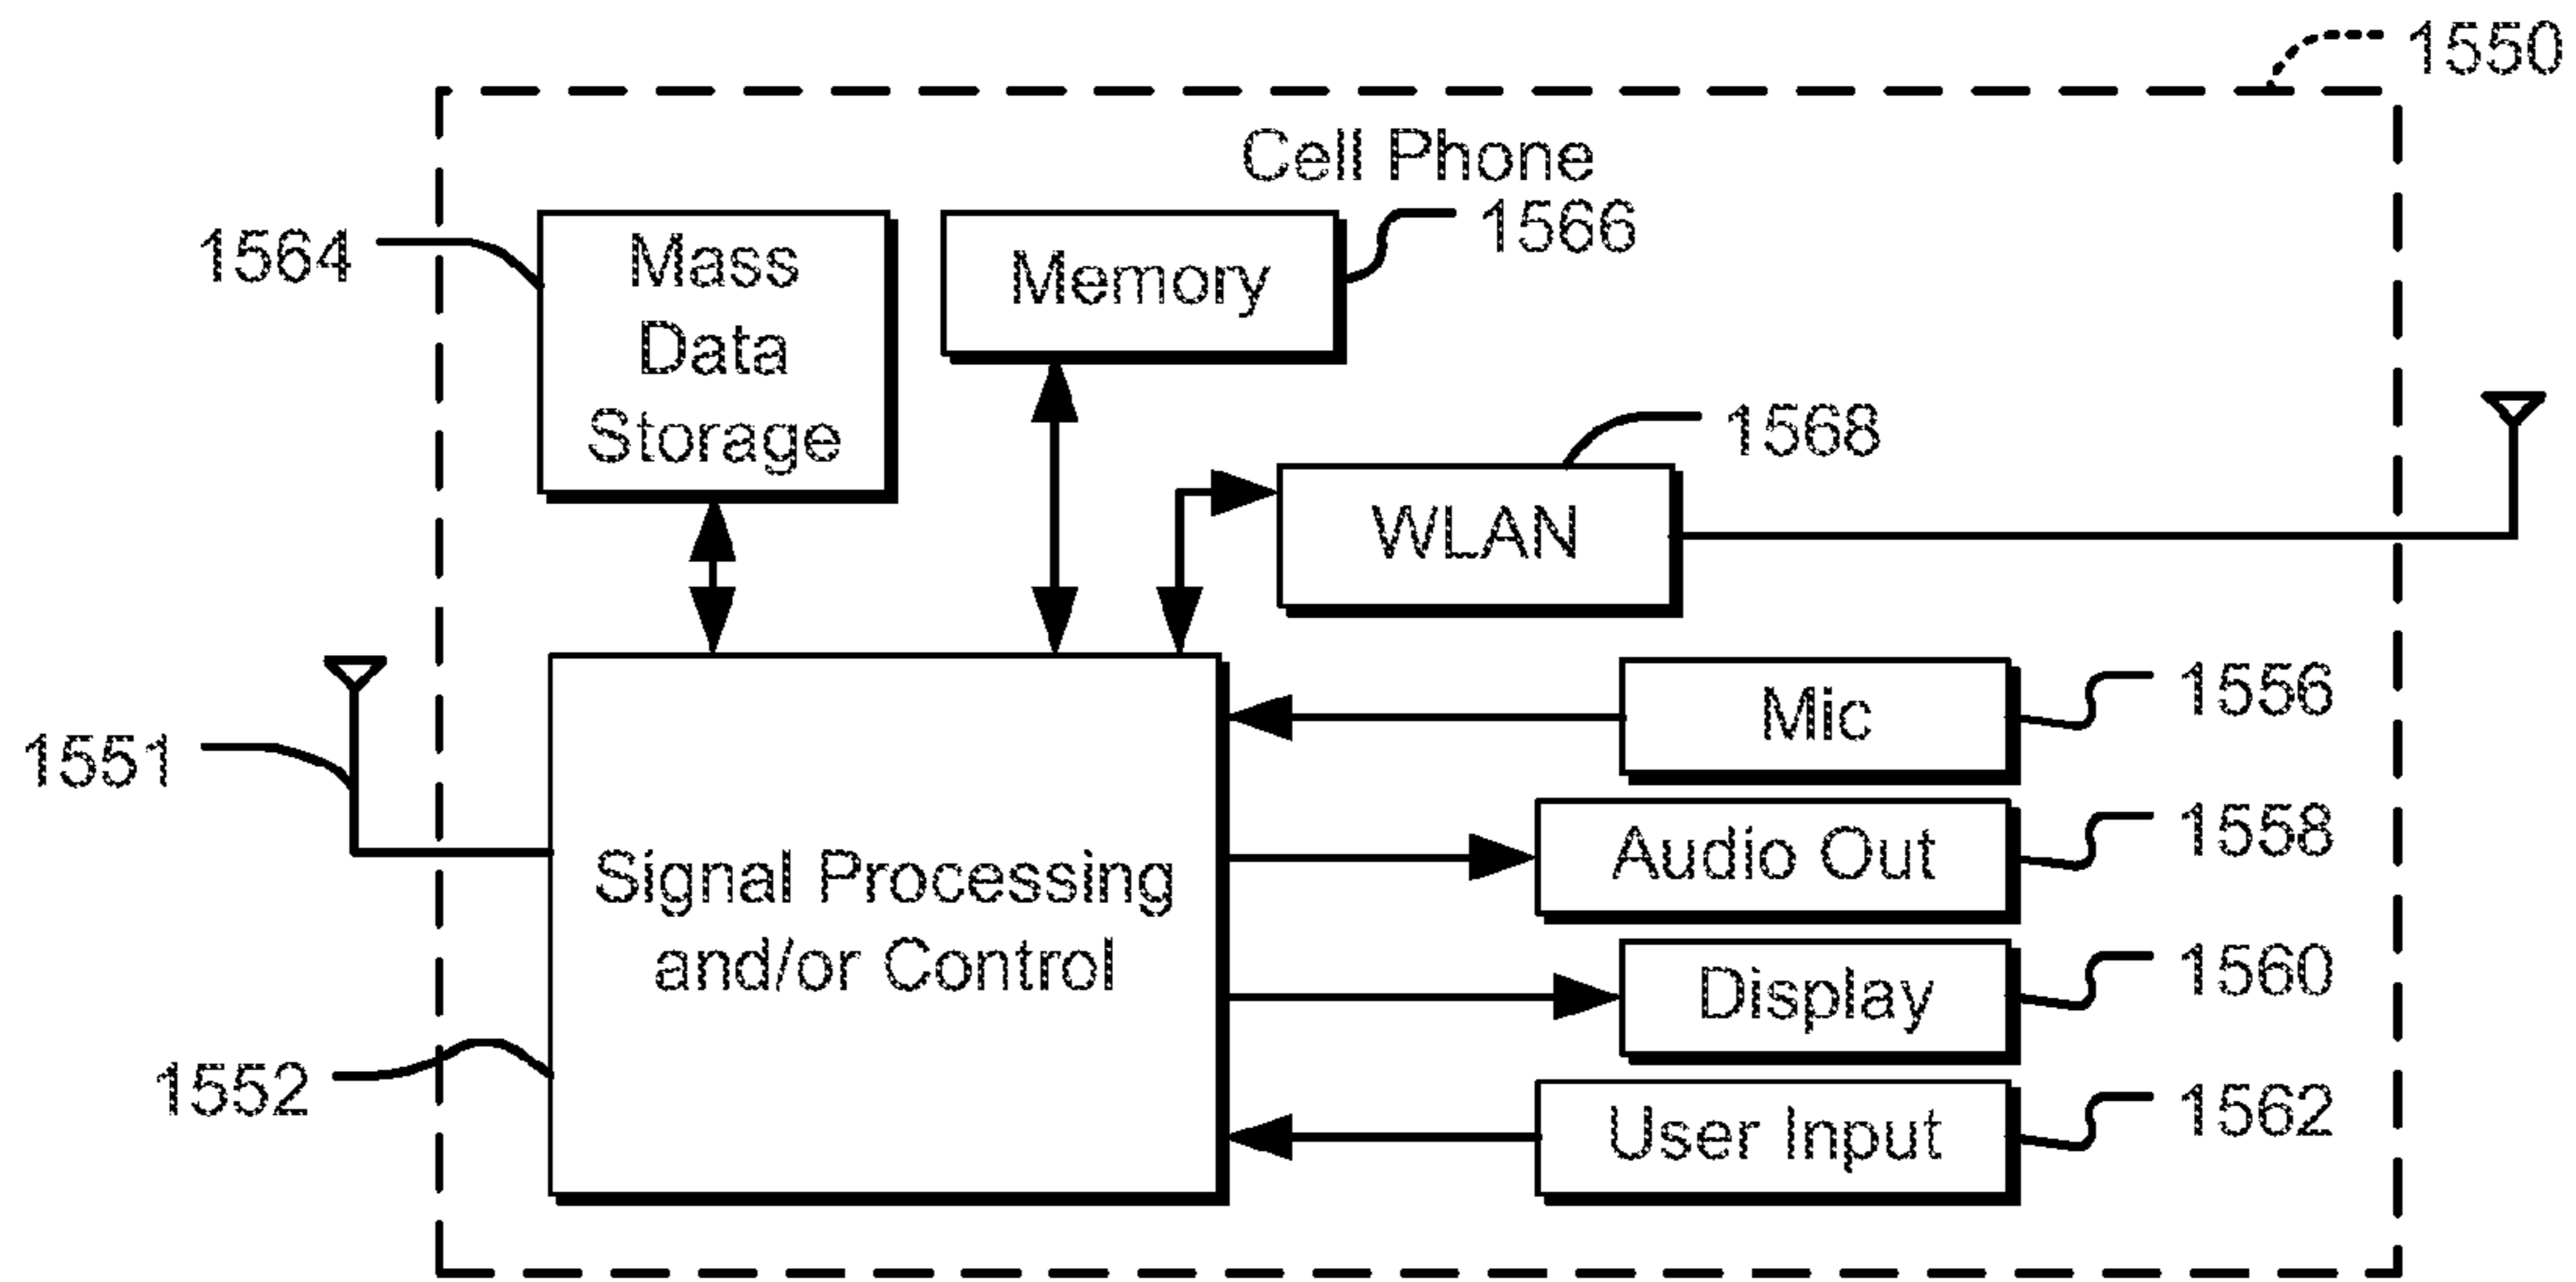 1550
Cell Phone
1564
Mass
Data
Storage
Memory
1566
WLAN
1568
1551
Signal Processing
and/or Control
1552
Mic
1556
Audio Out
1558
Display
1560
User Input
1562